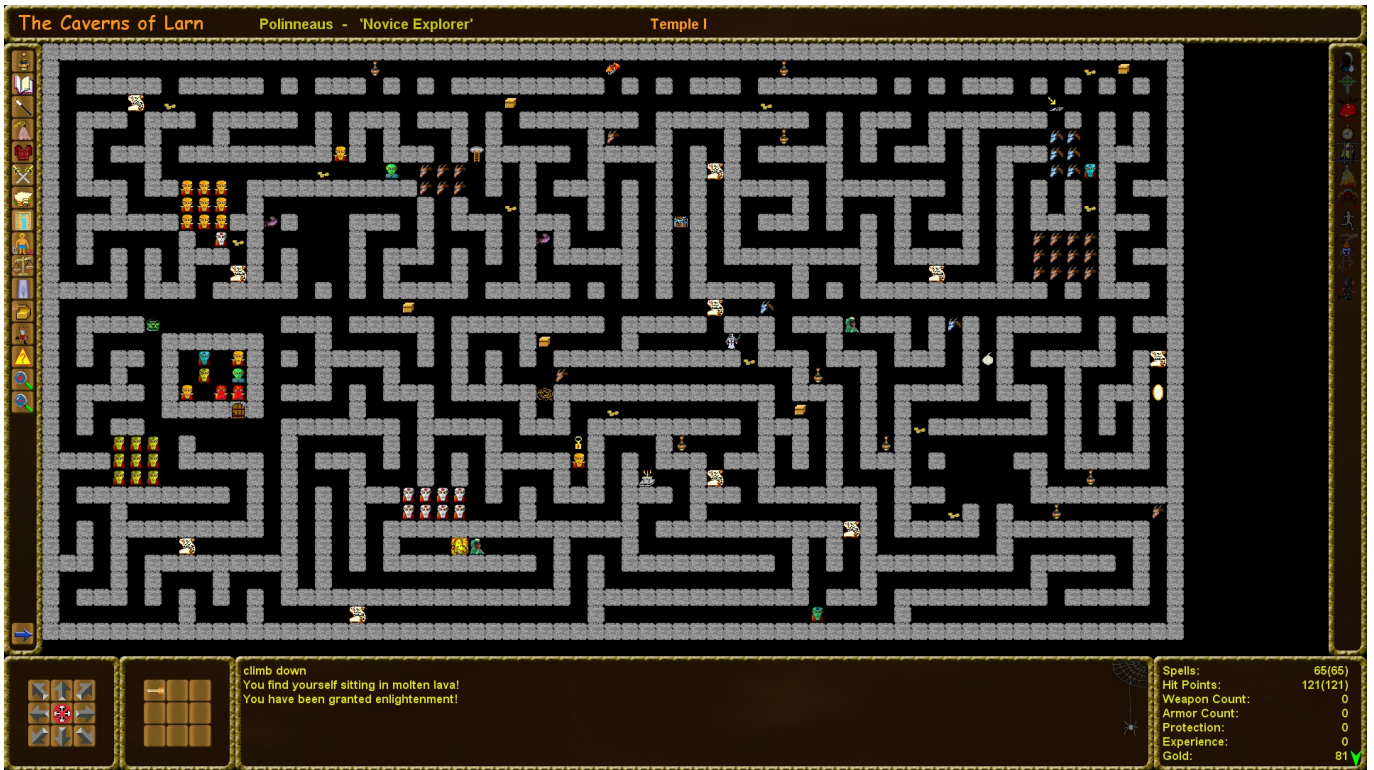 The Caverns of Larn
Polinneaus - 'Novice Explorer'
Temple I
climb down
You find yourself sitting in molten lava!
You have been granted enlightenment!
Spells: 65(65)
Hit Points: 121(121)
Weapon Count: 0
Armor Count: 0
Protection: 0
Experience: 0
Gold: 81